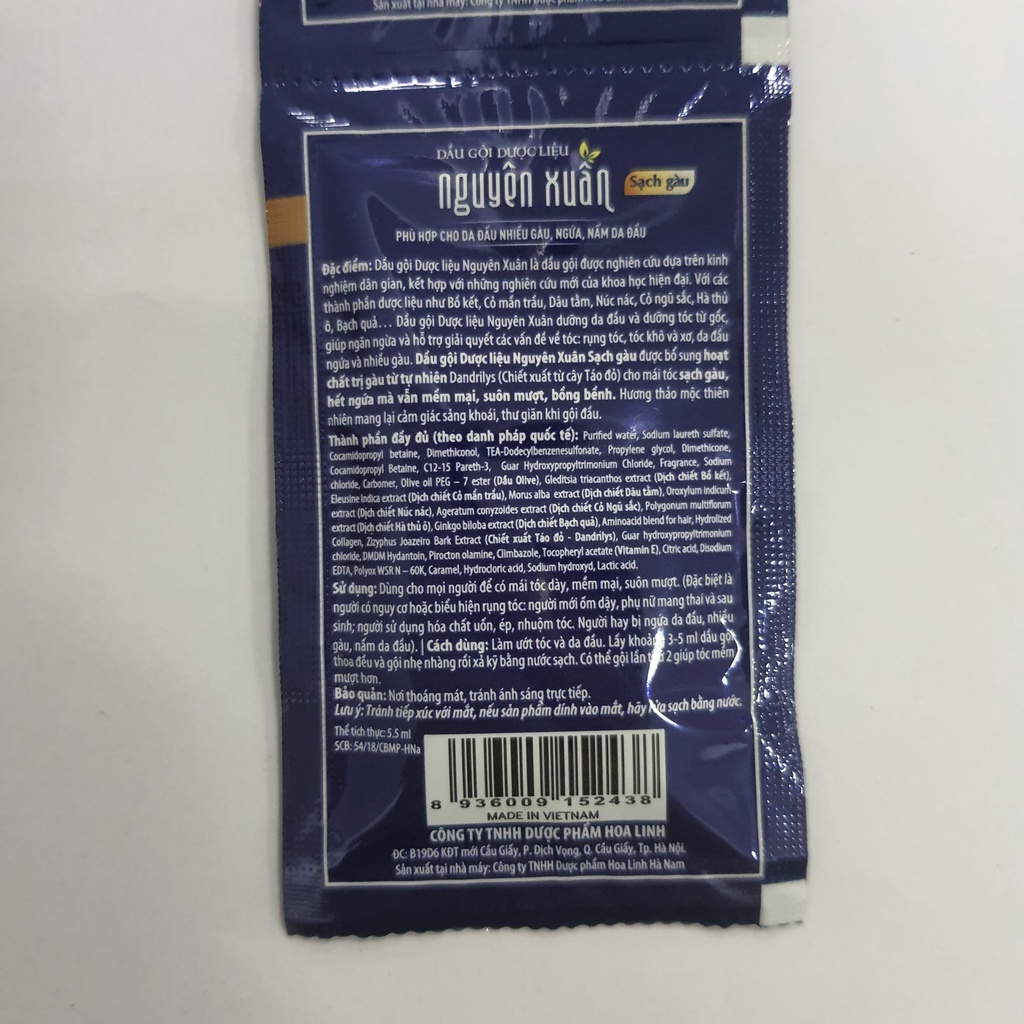 Sản xuất tại nhà máy: Công ty TNHH Dược phẩm Hoa Linh
DẦU GỘI DƯỢC LIỆU
nguyên xuân Sạch gàu
PHÙ HỢP CHO DA ĐẦU NHIỀU GÀU, NGỨA, NẤM DA ĐẦU
Đặc điểm: Dầu gội Dược liệu Nguyên Xuân là dầu gội được nghiên cứu dựa trên kinh
nghiệm dân gian, kết hợp với những nghiên cứu mới của khoa học hiện đại. Với các
thành phần dược liệu như Bồ kết, Cỏ mần trầu, Dâu tằm, Núc nác, Cỏ ngũ sắc, Hà thủ
ô, Bạch quả... Dầu gội Dược liệu Nguyên Xuân dưỡng da đầu và dưỡng tóc từ gốc,
giúp ngăn ngừa và hỗ trợ giải quyết các vấn đề về tóc: rụng tóc, tóc khô và xơ, da đầu
ngứa và nhiều gàu. Dầu gội Dược liệu Nguyên Xuân Sạch gàu được bổ sung hoạt
chất trị gàu từ tự nhiên Dandrilys (Chiết xuất từ cây Táo đỏ) cho mái tóc sạch gàu,
hết ngứa mà vẫn mềm mại, suôn mượt, bồng bềnh. Hương thảo mộc thiên
nhiên mang lại cảm giác sảng khoái, thư giãn khi gội đầu.
Thành phần đầy đủ (theo danh pháp quốc tế): Purified water, Sodium laureth sulfate,
Cocamidopropyl betaine, Dimethiconol, TEA-Dodecylbenzenesulfonate, Propylene glycol, Dimethicone,
Cocamidopropyl Betaine, C12-15 Pareth-3, Guar Hydroxypropyltrimonium Chloride, Fragrance, Sodium
chloride, Carbomer, Olive oil PEG – 7 ester (Dầu Olive), Gleditsia triacanthos extract (Dịch chiết Bồ kết),
Eleusine indica extract (Dịch chiết Cỏ mần trầu), Morus alba extract (Dịch chiết Dâu tằm), Oroxylum indicum
extract (Dịch chiết Núc nác), Ageratum conyzoides extract (Dịch chiết Cỏ Ngũ sắc), Polygonum multiflorum
extract (Dịch chiết Hà thủ ô), Ginkgo biloba extract (Dịch chiết Bạch quả), Aminoacid blend for hair, Hydrolized
Collagen, Zizyphus Joazeiro Bark Extract (Chiết xuất Táo đỏ - Dandrilys), Guar hydroxypropyltrimonium
chloride, DMDM Hydantoin, Pirocton olamine, Climbazole, Tocopheryl acetate (Vitamin E), Citric acid, Disodium
EDTA, Polyox WSR N – 60K, Caramel, Hydrocloric acid, Sodium hydroxyd, Lactic acid.
Sử dụng: Dùng cho mọi người để có mái tóc dày, mềm mại, suôn mượt. (Đặc biệt là
người có nguy cơ hoặc biểu hiện rụng tóc: người mới ốm dậy, phụ nữ mang thai và sau
sinh; người sử dụng hóa chất uốn, ép, nhuộm tóc. Người hay bị ngứa da đầu, nhiều
gàu, nấm da đầu). | Cách dùng: Làm ướt tóc và da đầu. Lấy khoảng 3-5 ml dầu gội
thoa đều và gội nhẹ nhàng rồi xả kỹ bằng nước sạch. Có thể gội lần thứ 2 giúp tóc mềm
mượt hơn.
Bảo quản: Nơi thoáng mát, tránh ánh sáng trực tiếp.
Lưu ý: Tránh tiếp xúc với mắt, nếu sản phẩm dính vào mắt, hãy rửa sạch bằng nước.
Thể tích thực: 5.5 ml
SCB: 54/18/CBMP-HNa
8 936009 152438
MADE IN VIETNAM
CÔNG TY TNHH DƯỢC PHẨM HOA LINH
ĐC: B19D6 KĐT mới Cầu Giấy, P. Dịch Vọng, Q. Cầu Giấy, Tp. Hà Nội.
Sản xuất tại nhà máy: Công ty TNHH Dược phẩm Hoa Linh Hà Nam